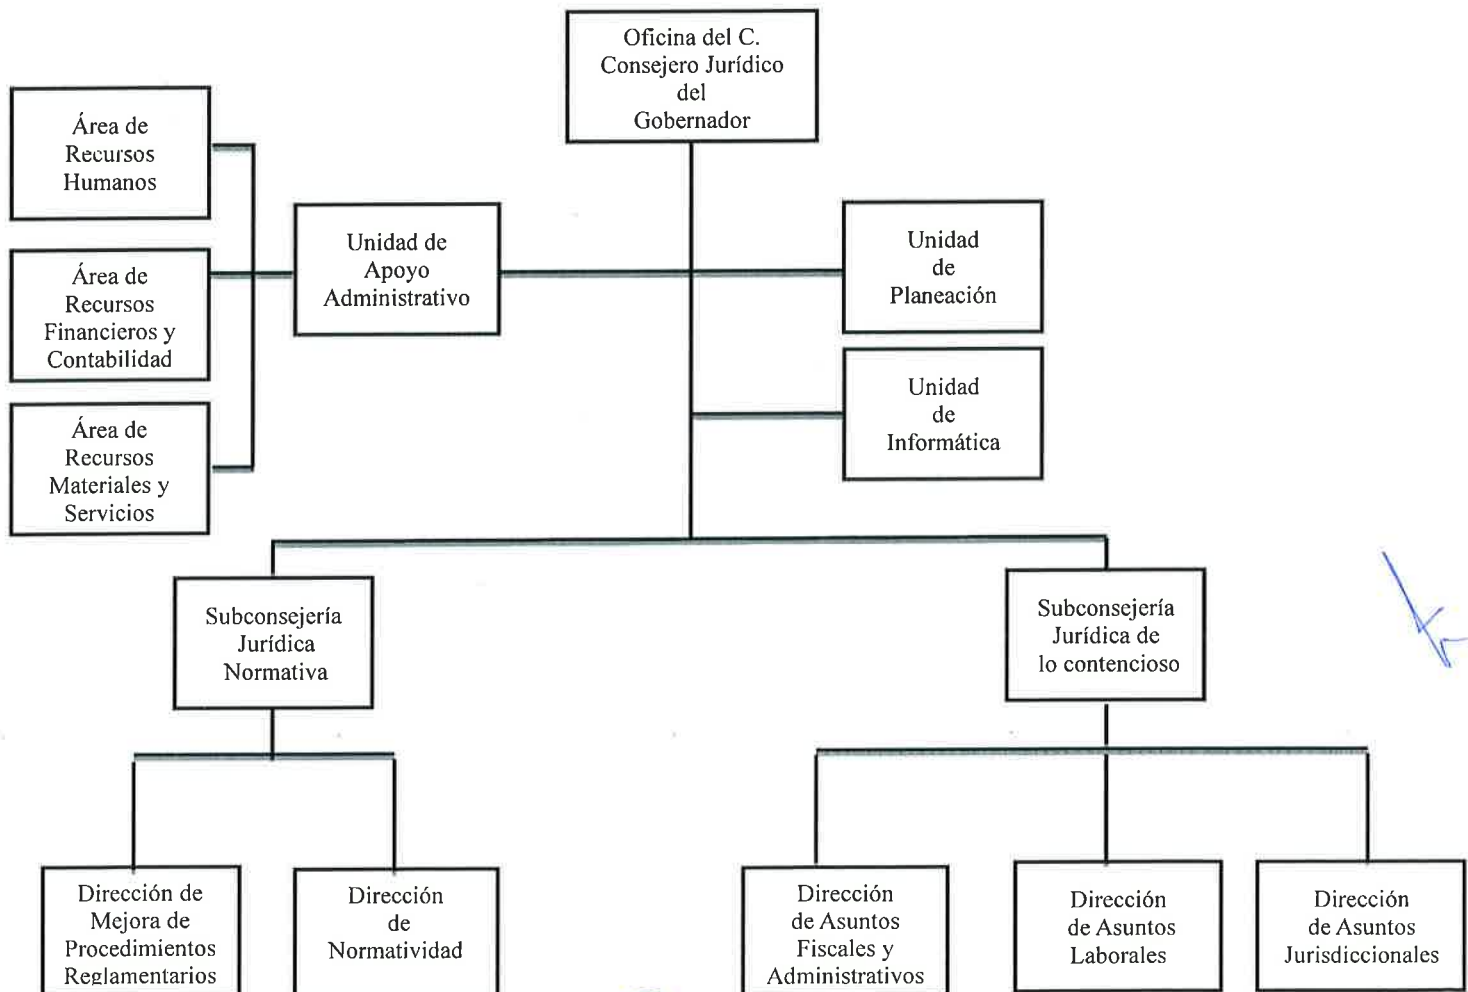 Oficina del C.
Consejero Jurídico
del
Gobernador
Área de
Recursos
Humanos
Unidad de
Apoyo
Administrativo
Unidad
de
Planeación
Área de
Recursos
Financieros y
Contabilidad
Unidad
de
Informática
Área de
Recursos
Materiales y
Servicios
Subconsejería
Jurídica
Normativa
Subconsejería
Jurídica de
lo contencioso
Dirección de
Mejora de
Procedimientos
Reglamentarios
Dirección
de
Normatividad
Dirección
de Asuntos
Fiscales y
Administrativos
Dirección
de Asuntos
Laborales
Dirección
de Asuntos
Jurisdiccionales